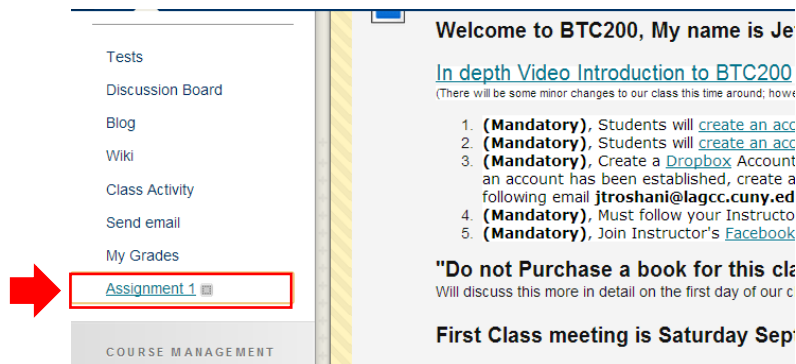 Tests
Discussion Board
Blog
Wiki
Class Activity
Send email
My Grades
Assignment 1
COURSE MANAGEMENT
Welcome to BTC200, My name is Je
In depth Video Introduction to BTC200
(There will be some minor changes to our class this time around; howe
1. (Mandatory), Students will create an acc
2. (Mandatory), Students will create an acc
3. (Mandatory), Create a Dropbox Account
an account has been established, create a
following email jtroshani@lagcc.cuny.ed
4. (Mandatory), Must follow your Instructo
5. (Mandatory), Join Instructor's Facebook
"Do not Purchase a book for this cla
Will discuss this more in detail on the first day of our c
First Class meeting is Saturday Sep